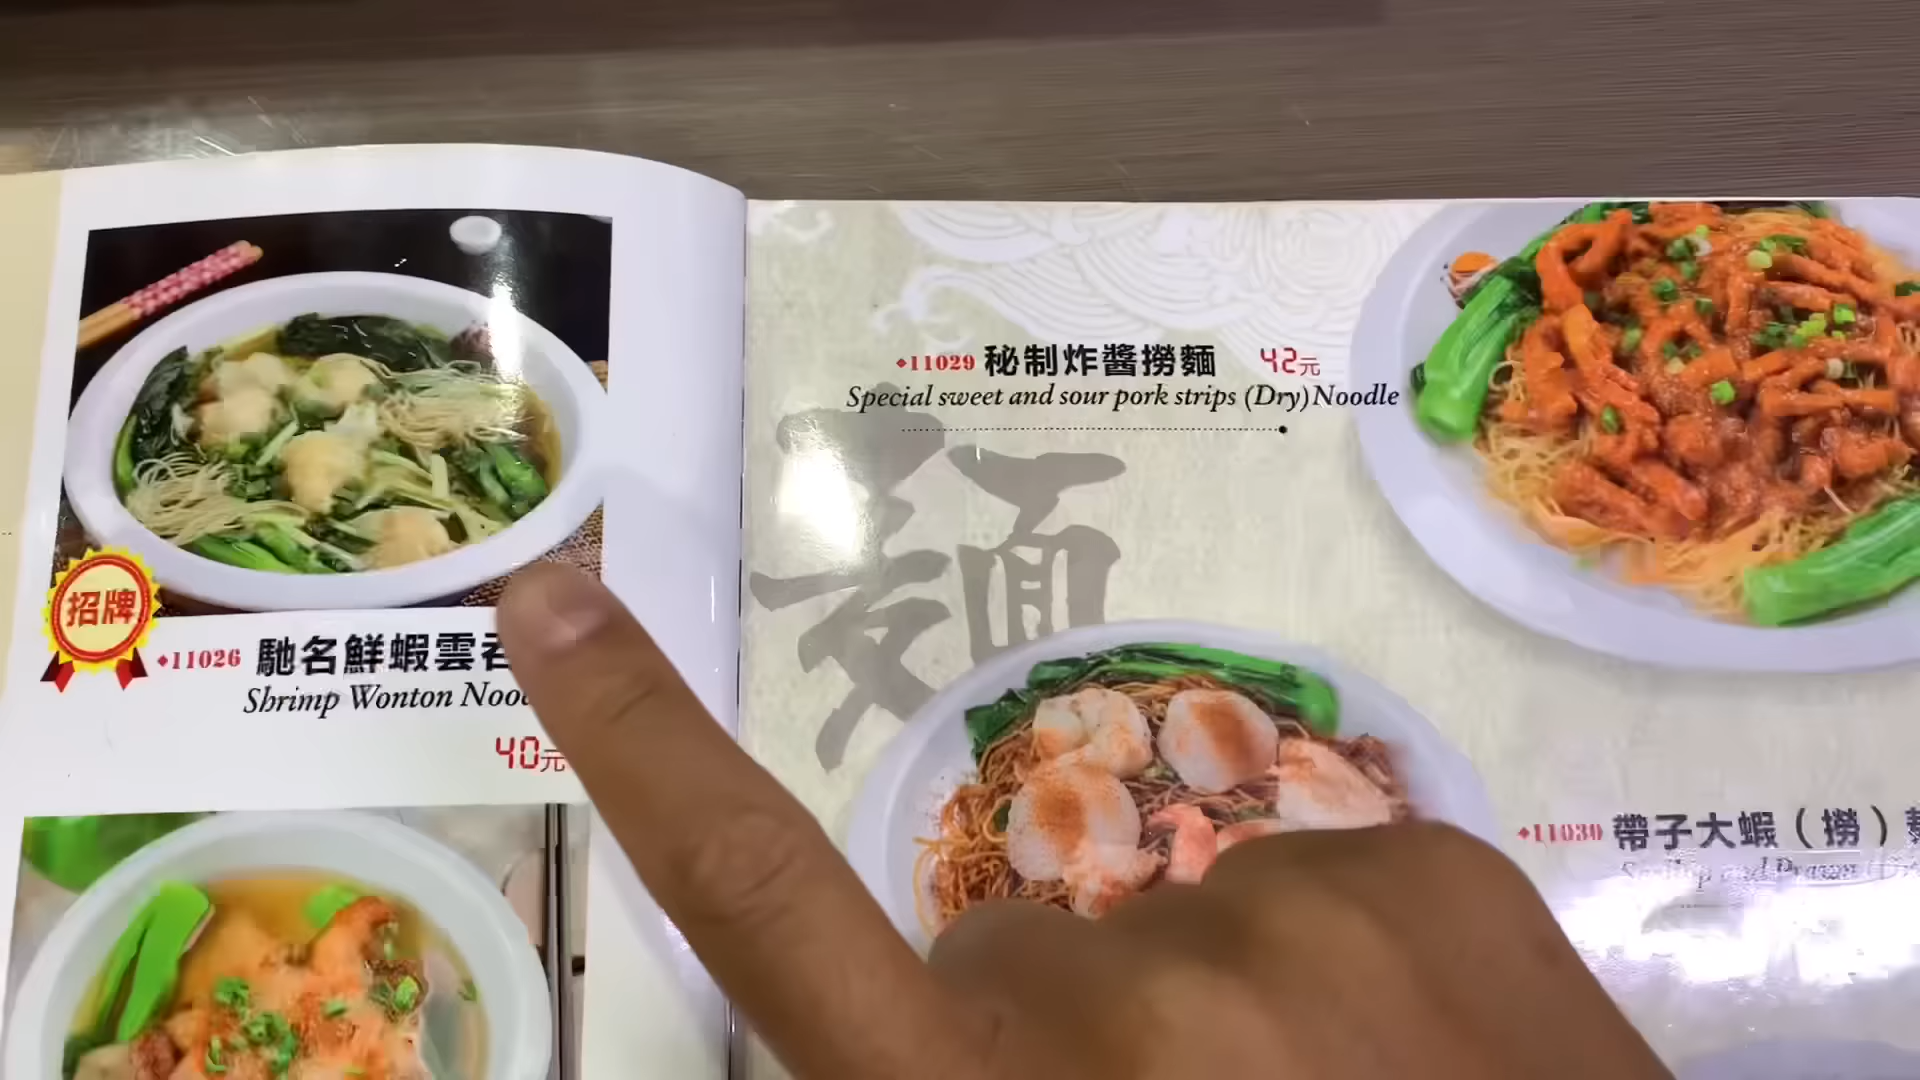 招牌
11026 馳名鮮蝦雲
Shrimp Wonton
40元
11029 秘制炸醬撈麵 42元
Special sweet and sour pork strips (Dry)Noodle
麵
11030 帶子大蝦（撈）
and Prawn